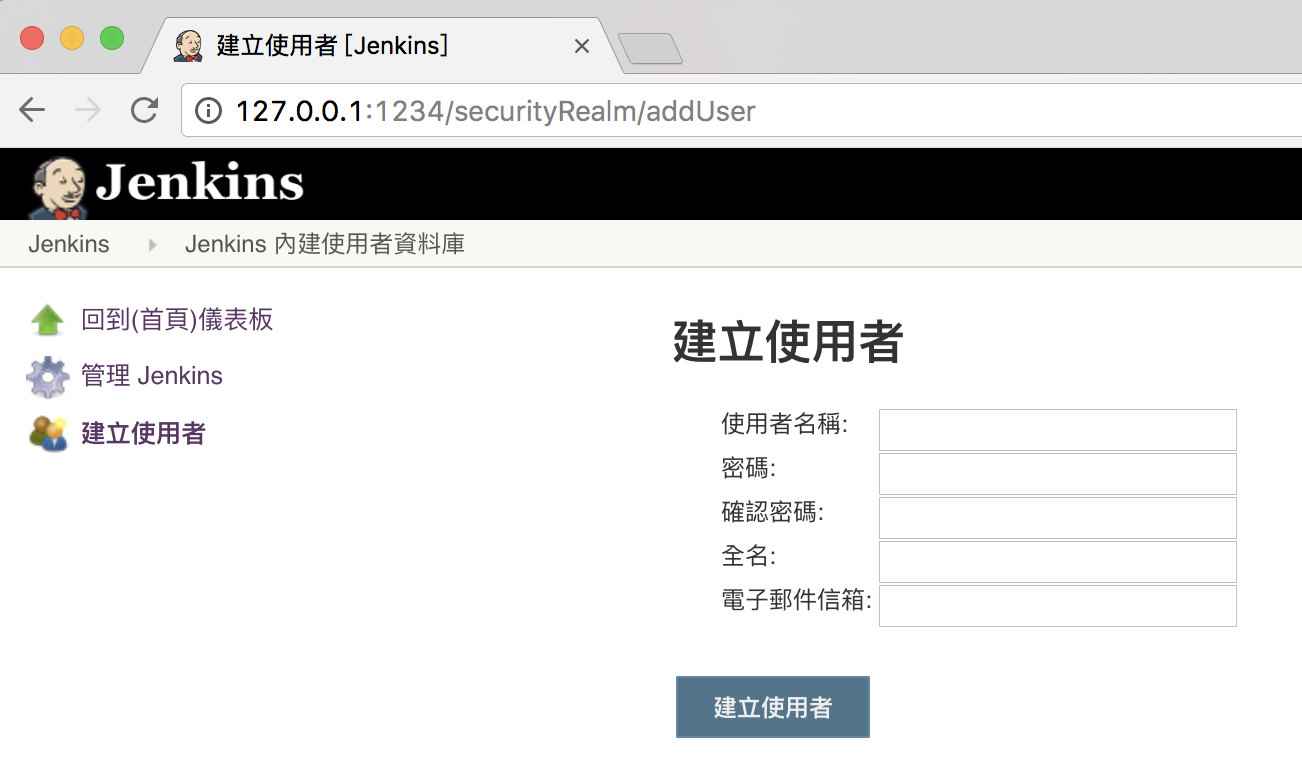 建立使用者 [Jenkins]
127.0.0.1:1234/securityRealm/addUser
Jenkins
Jenkins Jenkins 內建使用者資料庫
回到(首頁)儀表板
管理 Jenkins
建立使用者
建立使用者
使用者名稱:
密碼:
確認密碼:
全名:
電子郵件信箱:
建立使用者